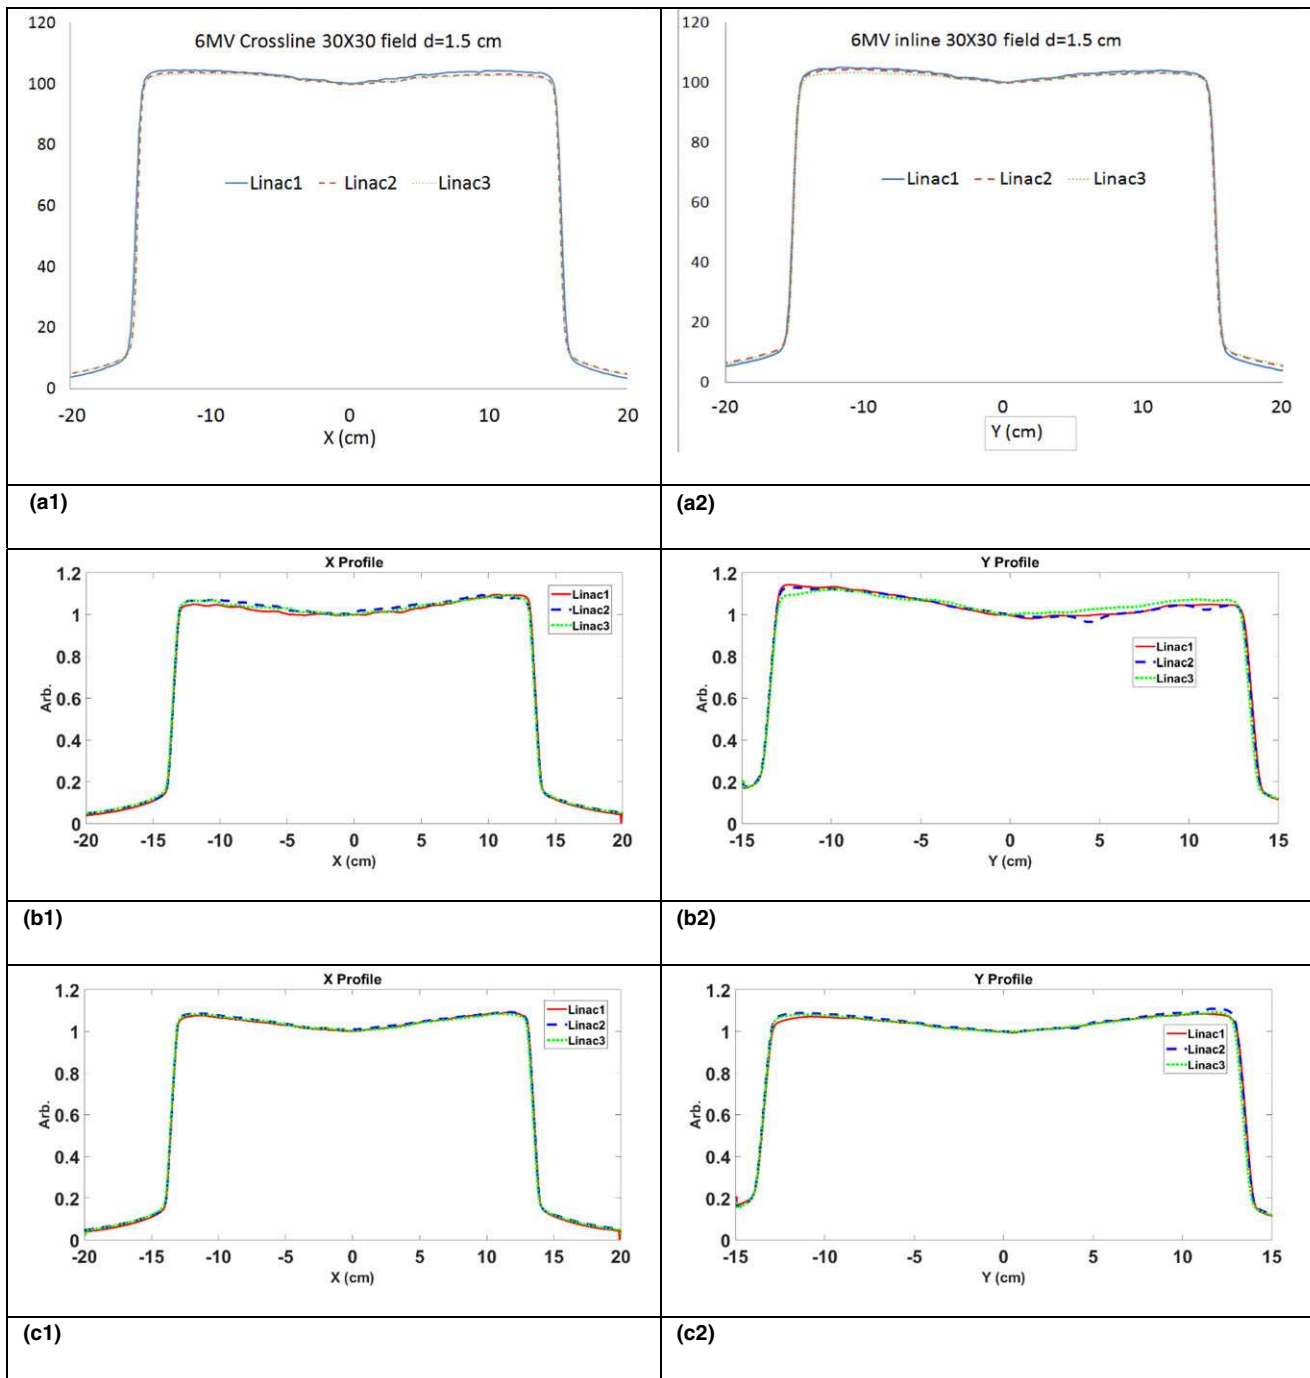 6MV Crossline 30X30 field d=1.5 cm
120
100
80
60
40
20
0
Linac1 Linac2 Linac3
-20 -10 0 10 20
X (cm)
(a1)
6MV inline 30X30 field d=1.5 cm
120
100
80
60
40
20
0
Linac1 Linac2 Linac3
-20 -10 0 10 20
Y (cm)
(a2)
X Profile
1.2
1
0.8
0.6
0.4
0.2
0
Arb.
Linac1
Linac2
Linac3
-20 -15 -10 -5 0 5 10 15 20
X (cm)
(b1)
Y Profile
1.2
1
0.8
0.6
0.4
0.2
0
Arb.
Linac1
Linac2
Linac3
-15 -10 -5 0 5 10 15
Y (cm)
(b2)
X Profile
1.2
1
0.8
0.6
0.4
0.2
0
Arb.
Linac1
Linac2
Linac3
-20 -15 -10 -5 0 5 10 15 20
X (cm)
(c1)
Y Profile
1.2
1
0.8
0.6
0.4
0.2
0
Arb.
Linac1
Linac2
Linac3
-15 -10 -5 0 5 10 15
Y (cm)
(c2)